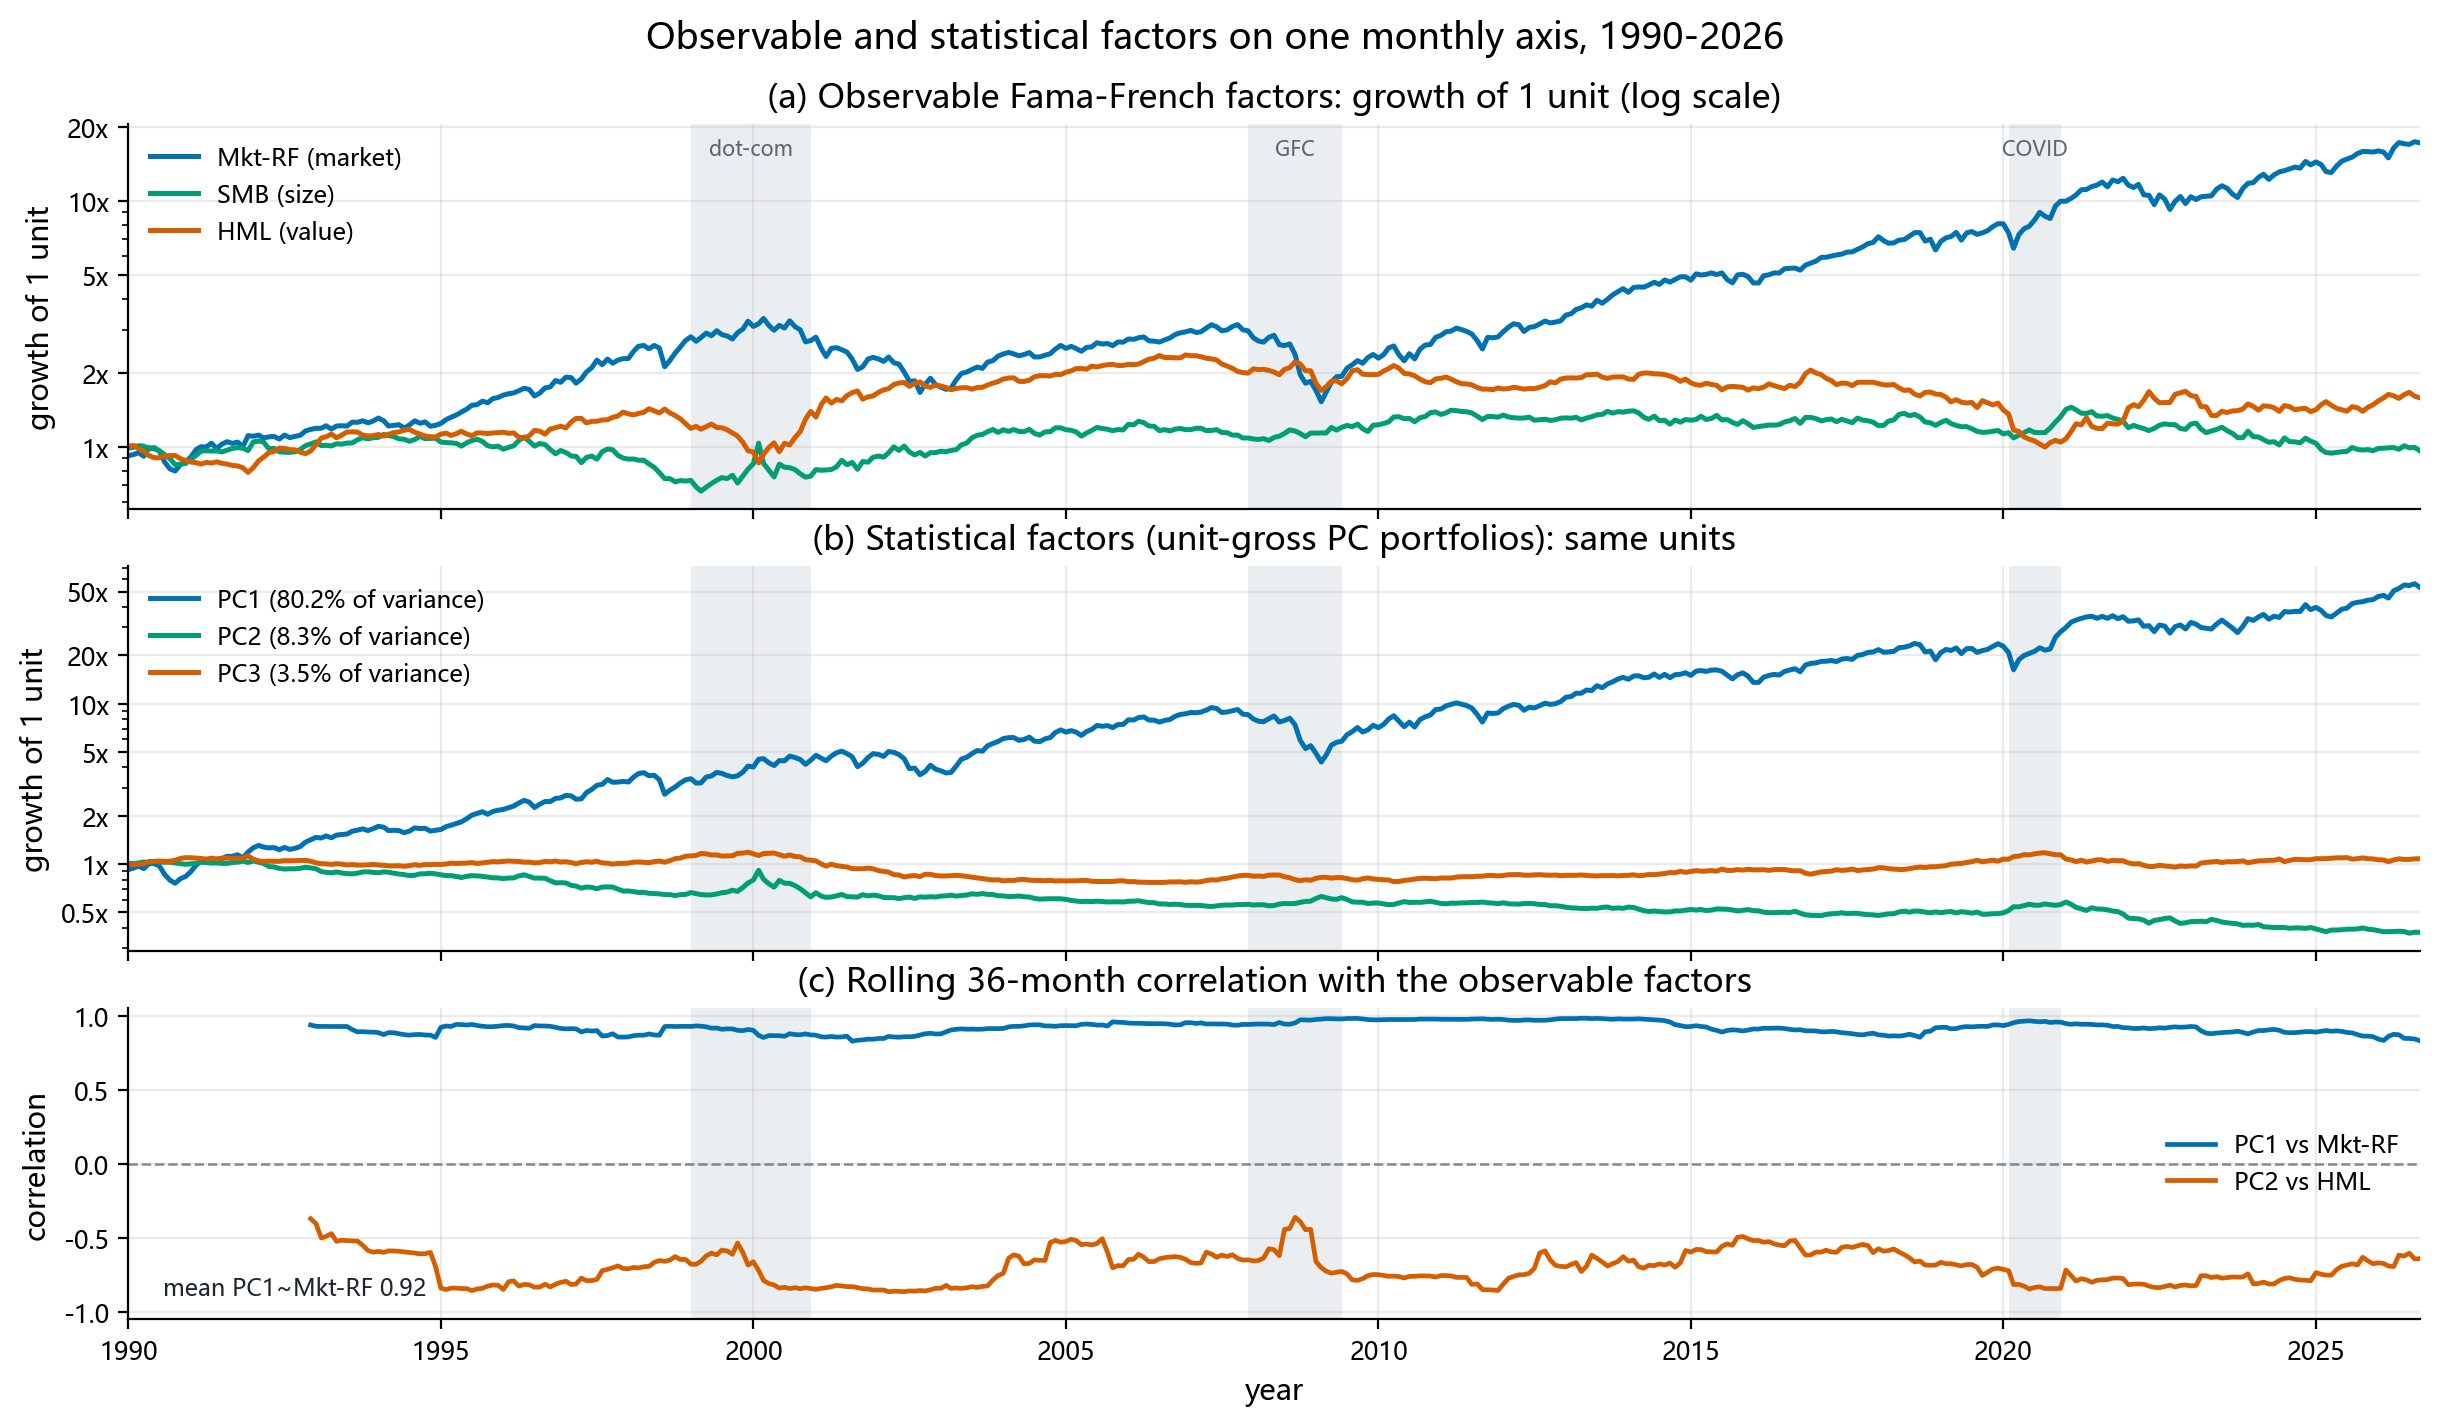 Observable and statistical factors on one monthly axis, 1990-2026
(a) Observable Fama-French factors: growth of 1 unit (log scale)
growth of 1 unit
20x
10x
5x
2x
1x
Mkt-RF (market)
SMB (size)
HML (value)
dot-com
GFC
COVID
(b) Statistical factors (unit-gross PC portfolios): same units
growth of 1 unit
50x
20x
10x
5x
2x
1x
0.5x
PC1 (80.2% of variance)
PC2 (8.3% of variance)
PC3 (3.5% of variance)
(c) Rolling 36-month correlation with the observable factors
correlation
1.0
0.5
0.0
-0.5
-1.0
PC1 vs Mkt-RF
PC2 vs HML
mean PC1~Mkt-RF 0.92
1990 1995 2000 2005 2010 2015 2020 2025
year